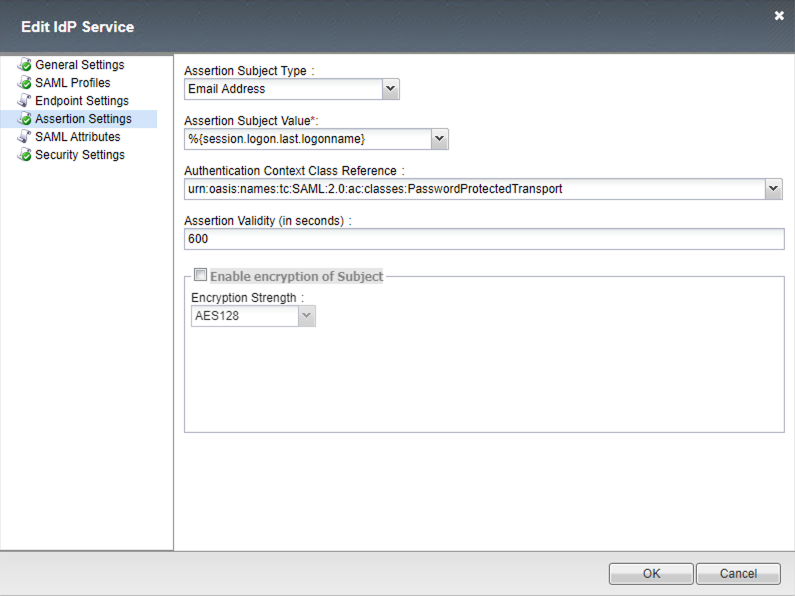 Edit IdP Service
General Settings
SAML Profiles
Endpoint Settings
Assertion Settings
SAML Attributes
Security Settings
Assertion Subject Type :
Email Address
Assertion Subject Value*:
%{session.logon.last.logonname}
Authentication Context Class Reference :
urn:oasis:names:tc:SAML:2.0:ac:classes:PasswordProtectedTransport
Assertion Validity (in seconds) :
600
Enable encryption of Subject
Encryption Strength :
AES128
OK Cancel